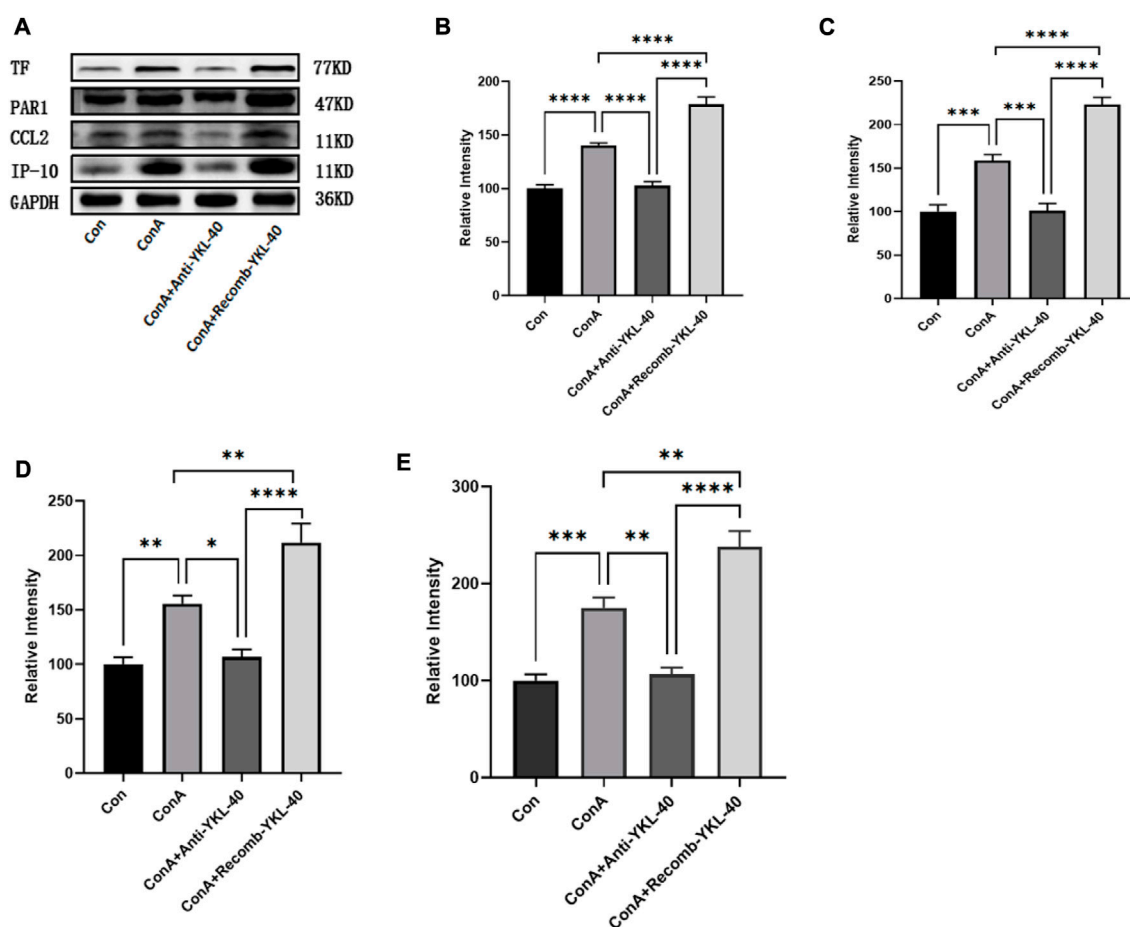 A
TF 77KD
PAR1 47KD
CCL2 11KD
IP-10 11KD
GAPDH 36KD
Con
ConA
ConA+Anti-YKL-40
ConA+Recomb-YKL-40
B
****
****
**** ****
Relative Intensity
200
150
100
50
0
Con
ConA
ConA+Anti-YKL-40
ConA+Recomb-YKL-40
C
****
****
*** ***
Relative Intensity
250
200
150
100
50
0
Con
ConA
ConA+Anti-YKL-40
ConA+Recomb-YKL-40
D
**
****
** *
Relative Intensity
250
200
150
100
50
0
Con
ConA
ConA+Anti-YKL-40
ConA+Recomb-YKL-40
E
**
****
*** **
Relative Intensity
300
200
100
0
Con
ConA
ConA+Anti-YKL-40
ConA+Recomb-YKL-40